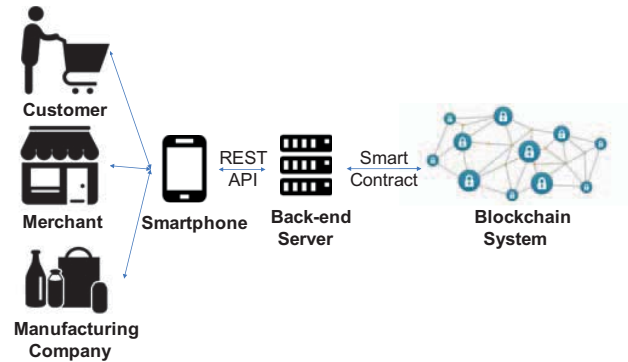 Customer
Merchant
Manufacturing
Company
Smartphone
REST
API
Back-end
Server
Smart
Contract
Blockchain
System